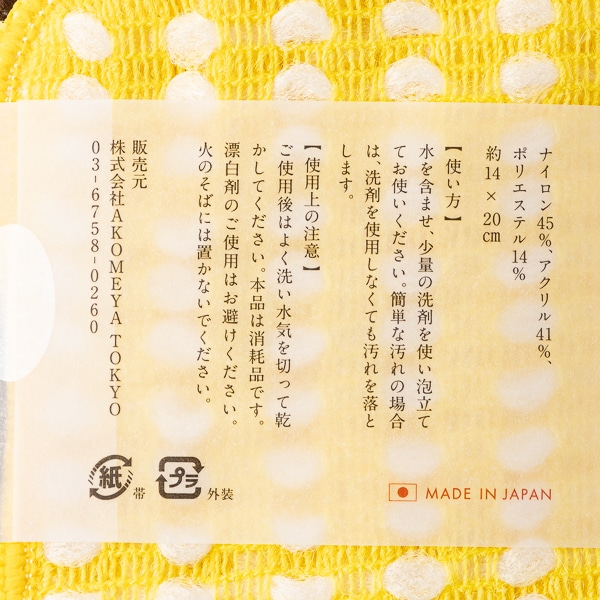 ナイロン45%、アクリル41%、
ポリエステル14%
約14×20㎝
【使い方】
水を含ませ、少量の洗剤を使い泡立て
てお使いください。簡単な汚れの場合
は、洗剤を使用しなくても汚れを落と
します。
【使用上の注意】
ご使用後はよく洗い水気を切って乾
かしてください。本品は消耗品です。
漂白剤のご使用はお避けください。
火のそばには置かないでください。
販売元
株式会社AKOMEYA TOKYO
03-6758-0260
紙 帯
プラ 外装
MADE IN JAPAN